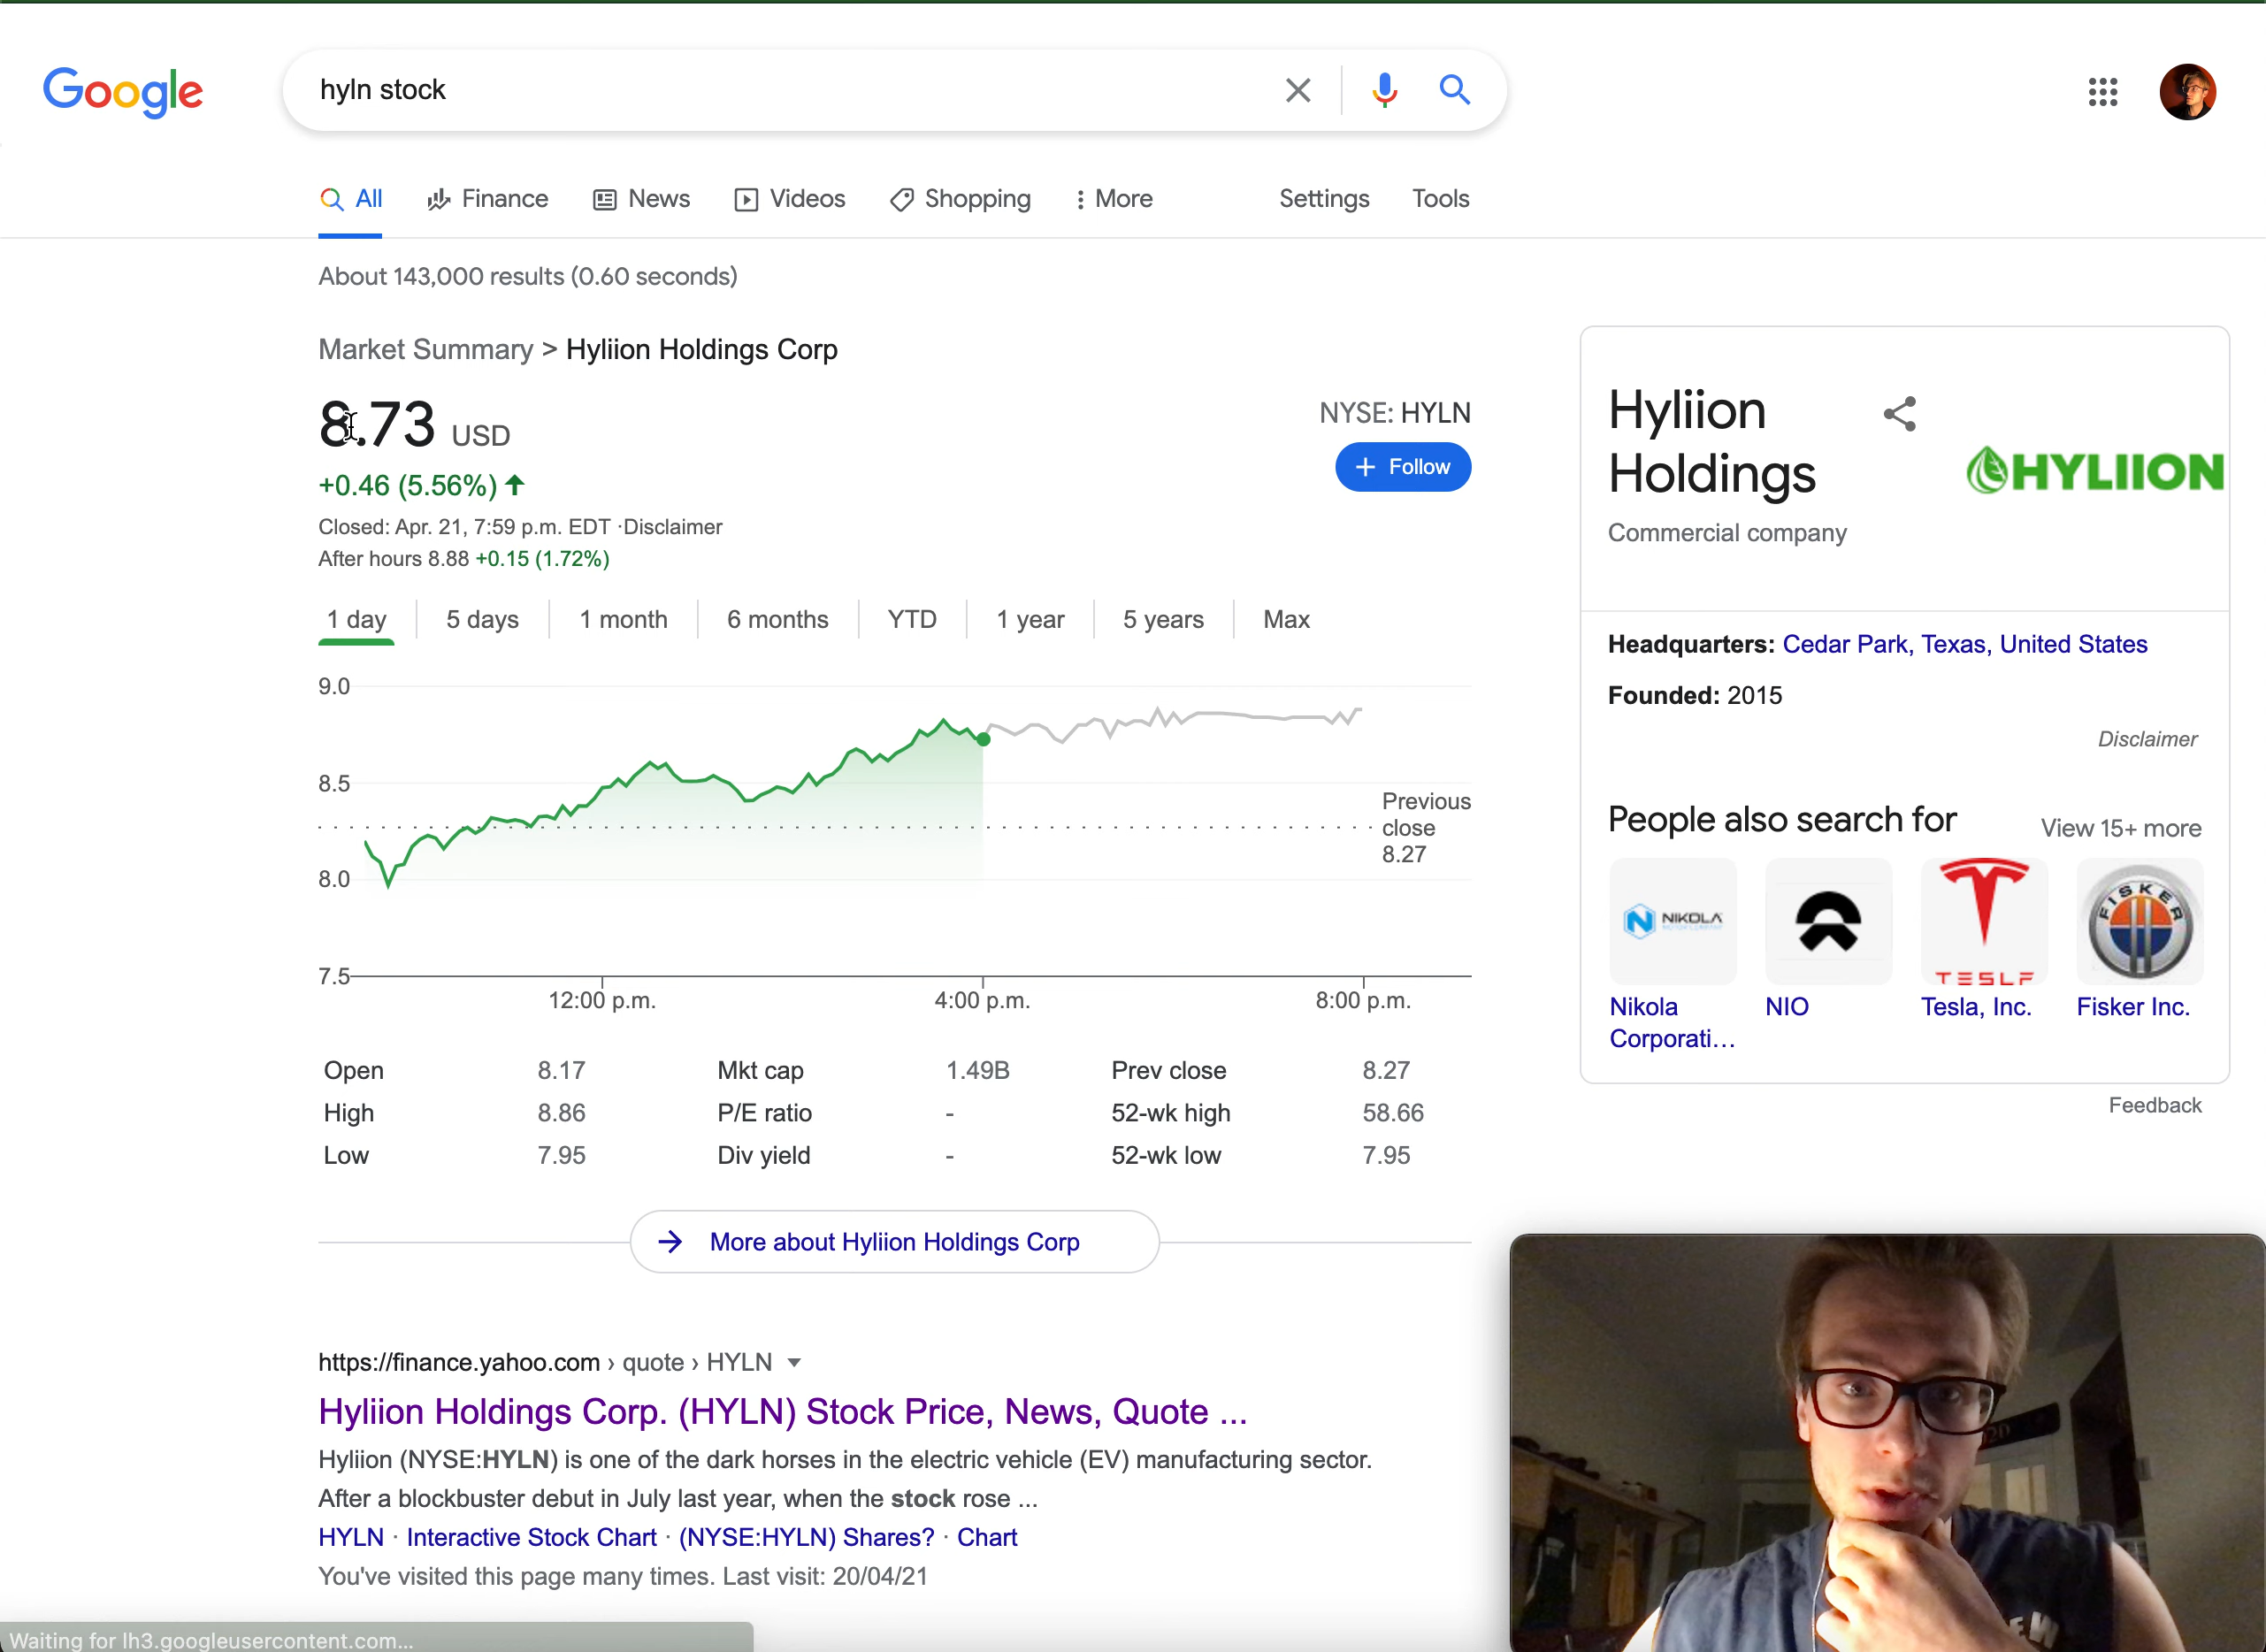 Google
hyln stock
All Finance News Videos Shopping More Settings Tools
About 143,000 results (0.60 seconds)
Market Summary > Hyliion Holdings Corp
8.73 USD
NYSE: HYLN
+ Follow
+0.46 (5.56%)
Closed: Apr. 21, 7:59 p.m. EDT ·Disclaimer
After hours 8.88 +0.15 (1.72%)
1 day 5 days 1 month 6 months YTD 1 year 5 years Max
9.0
8.5
8.0
7.5
Previous
close
8.27
12:00 p.m. 4:00 p.m. 8:00 p.m.
Open 8.17 Mkt cap 1.49B Prev close 8.27
High 8.86 P/E ratio - 52-wk high 58.66
Low 7.95 Div yield - 52-wk low 7.95
More about Hyliion Holdings Corp
https://finance.yahoo.com › quote › HYLN
Hyliion Holdings Corp. (HYLN) Stock Price, News, Quote ...
Hyliion (NYSE:HYLN) is one of the dark horses in the electric vehicle (EV) manufacturing sector.
After a blockbuster debut in July last year, when the stock rose ...
HYLN · Interactive Stock Chart · (NYSE:HYLN) Shares? · Chart
You've visited this page many times. Last visit: 20/04/21
Waiting for lh3.googleusercontent.com...
Hyliion
Holdings
HYLIION
Commercial company
Headquarters: Cedar Park, Texas, United States
Founded: 2015
Disclaimer
People also search for
View 15+ more
NIKOLA
TESLA
FISKER
Nikola
Corporati...
NIO
Tesla, Inc.
Fisker Inc.
Feedback